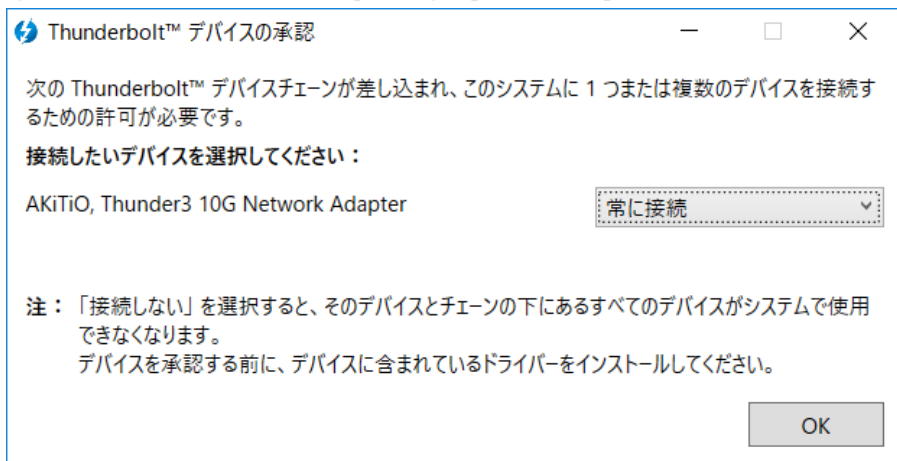 Thunderbolt™ デバイスの承認
次の Thunderbolt™ デバイスチェーンが差し込まれ、このシステムに 1 つまたは複数のデバイスを接続す
るための許可が必要です。
接続したいデバイスを選択してください：
AKiTiO, Thunder3 10G Network Adapter
常に接続
注：「接続しない」を選択すると、そのデバイスとチェーンの下にあるすべてのデバイスがシステムで使用
できなくなります。
デバイスを承認する前に、デバイスに含まれているドライバーをインストールしてください。
OK